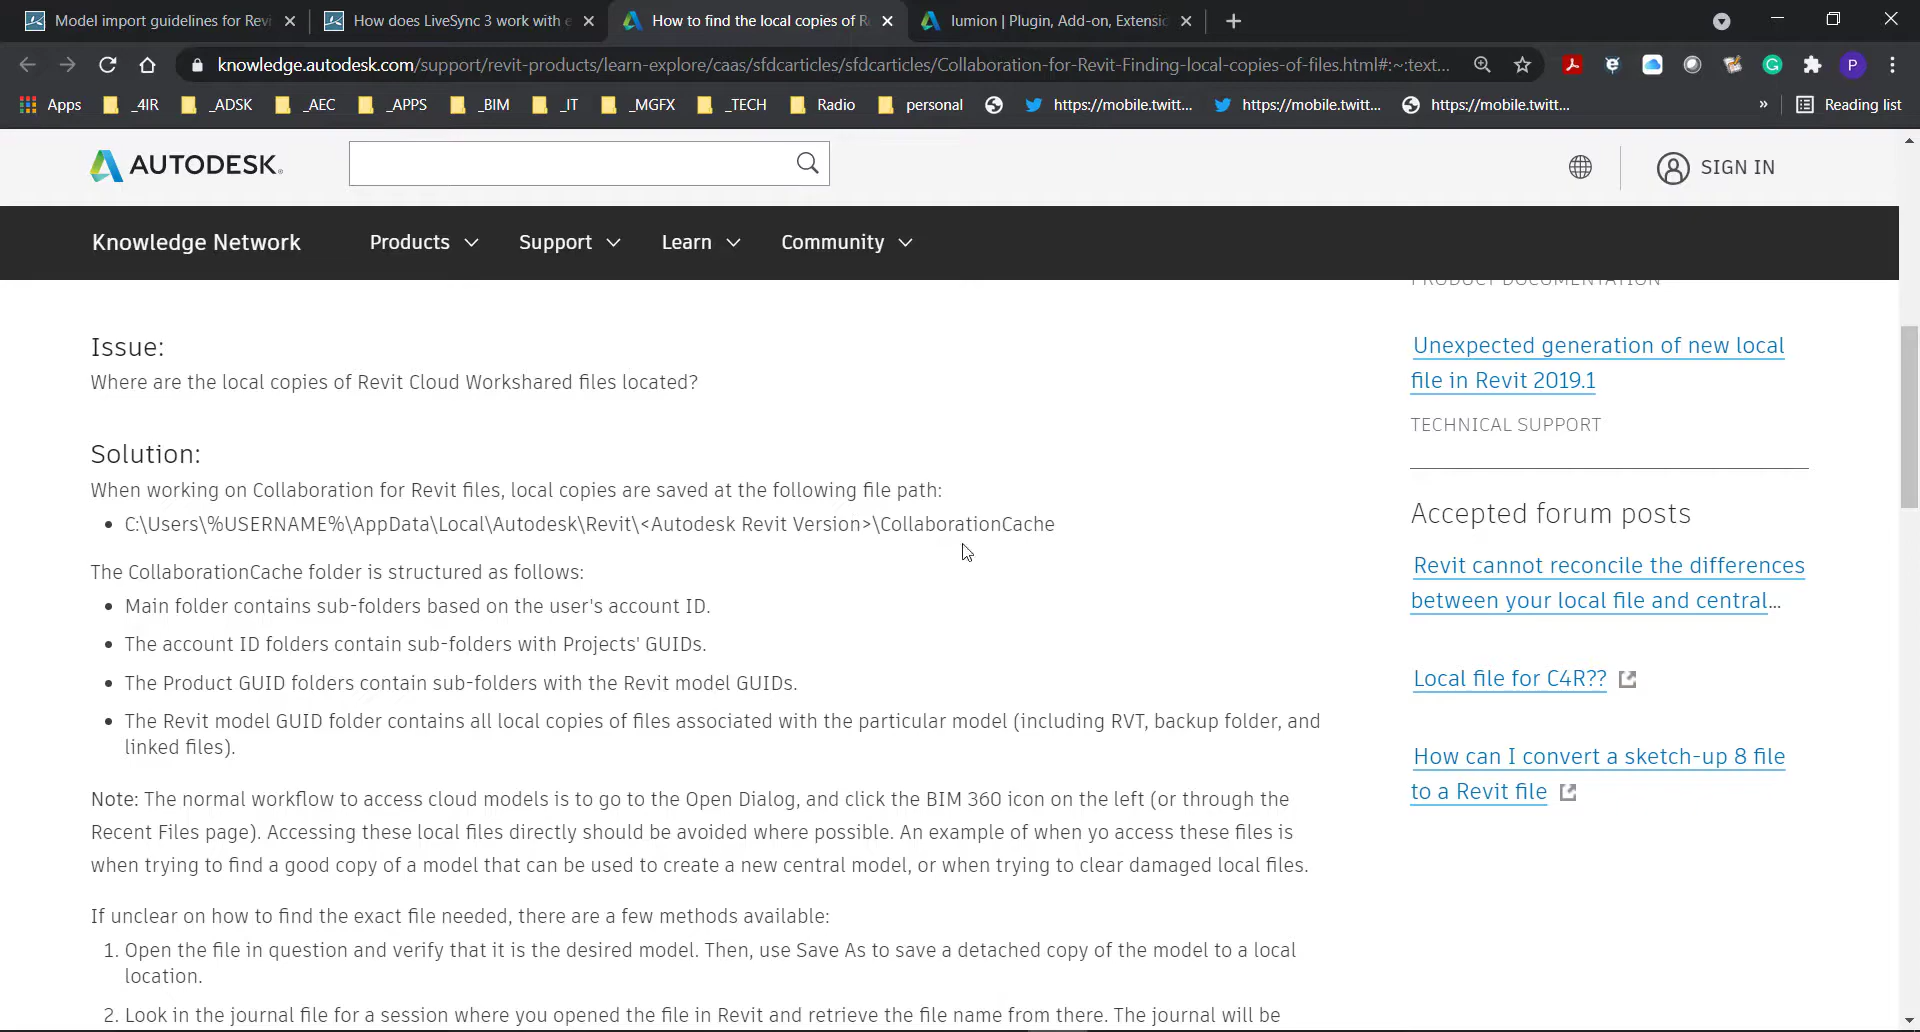 Model import guidelines for Revi
How does LiveSync 3 work with e
How to find the local copies of R
lumion | Plugin, Add-on, Extensio
knowledge.autodesk.com/support/revit-products/learn-explore/caas/sfdcarticles/sfdcarticles/Collaboration-for-Revit-Finding-local-copies-of-files.html#:~:text...
P
Apps
_4IR
_ADSK
_AEC
_APPS
_BIM
_IT
_MGFX
_TECH
Radio
personal
https://mobile.twitt...
https://mobile.twitt...
https://mobile.twitt...
»
Reading list
AUTODESK.
SIGN IN
Knowledge Network
Products
Support
Learn
Community
PRODUCT DOCUMENTATION
Issue:
Where are the local copies of Revit Cloud Workshared files located?
Solution:
When working on Collaboration for Revit files, local copies are saved at the following file path:
• C:\Users\%USERNAME%\AppData\Local\Autodesk\Revit\<Autodesk Revit Version>\CollaborationCache
The CollaborationCache folder is structured as follows:
• Main folder contains sub-folders based on the user's account ID.
• The account ID folders contain sub-folders with Projects' GUIDs.
• The Product GUID folders contain sub-folders with the Revit model GUIDs.
• The Revit model GUID folder contains all local copies of files associated with the particular model (including RVT, backup folder, and
linked files).
Note: The normal workflow to access cloud models is to go to the Open Dialog, and click the BIM 360 icon on the left (or through the
Recent Files page). Accessing these local files directly should be avoided where possible. An example of when yo access these files is
when trying to find a good copy of a model that can be used to create a new central model, or when trying to clear damaged local files.
If unclear on how to find the exact file needed, there are a few methods available:
1. Open the file in question and verify that it is the desired model. Then, use Save As to save a detached copy of the model to a local
location.
2. Look in the journal file for a session where you opened the file in Revit and retrieve the file name from there. The journal will be
Unexpected generation of new local
file in Revit 2019.1
TECHNICAL SUPPORT
Accepted forum posts
Revit cannot reconcile the differences
between your local file and central...
Local file for C4R??
How can I convert a sketch-up 8 file
to a Revit file